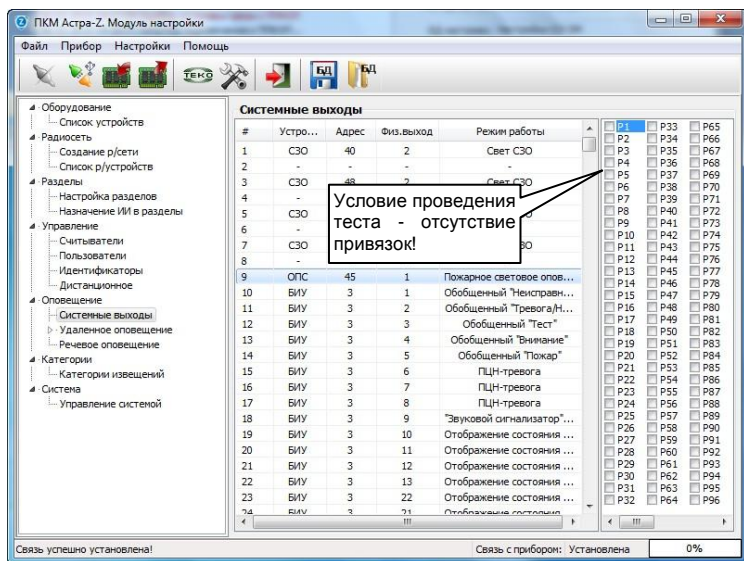 ПКМ Астра-Z. Модуль настройки
Файл Прибор Настройки Помощь
ТЕКО БД БД
Оборудование
Список устройств
Радиосеть
Создание р/сети
Список р/устройств
Разделы
Настройка разделов
Назначение ИИ в разделы
Управление
Считыватели
Пользователи
Идентификаторы
Дистанционное
Оповещение
Системные выходы
Удаленное оповещение
Речевое оповещение
Категории
Категории извещений
Система
Управление системой
Системные выходы
# Устро... Адрес Физ.выход Режим работы
1 СЗО 40 2 Свет СЗО
2 - - - -
3 СЗО 48 2 Свет СЗО
4 -
5 СЗО
6 -
7 СЗО
8 -
9 ОПС 45 1 Пожарное световое опов...
10 БИУ 3 1 Обобщенный "Неисправн...
11 БИУ 3 2 Обобщенный "Тревога/Н...
12 БИУ 3 3 Обобщенный "Тест"
13 БИУ 3 4 Обобщенный "Внимание"
14 БИУ 3 5 Обобщенный "Пожар"
15 БИУ 3 6 ПЦН-тревога
16 БИУ 3 7 ПЦН-тревога
17 БИУ 3 8 ПЦН-тревога
18 БИУ 3 9 "Звуковой сигнализатор"...
19 БИУ 3 10 Отображение состояния ...
20 БИУ 3 11 Отображение состояния ...
21 БИУ 3 12 Отображение состояния ...
22 БИУ 3 13 Отображение состояния ...
23 БИУ 3 22 Отображение состояния ...
24 БИУ 3 21 Отображение состояния
Условие проведения
теста - отсутствие
привязок!
P1 P33 P65
P2 P34 P66
P3 P35 P67
P4 P36 P68
P5 P37 P69
P6 P38 P70
P7 P39 P71
P8 P40 P72
P9 P41 P73
P10 P42 P74
P11 P43 P75
P12 P44 P76
P13 P45 P77
P14 P46 P78
P15 P47 P79
P16 P48 P80
P17 P49 P81
P18 P50 P82
P19 P51 P83
P20 P52 P84
P21 P53 P85
P22 P54 P86
P23 P55 P87
P24 P56 P88
P25 P57 P89
P26 P58 P90
P27 P59 P91
P28 P60 P92
P29 P61 P93
P30 P62 P94
P31 P63 P95
P32 P64 P96
Связь успешно установлена! Связь с прибором: Установлена 0%